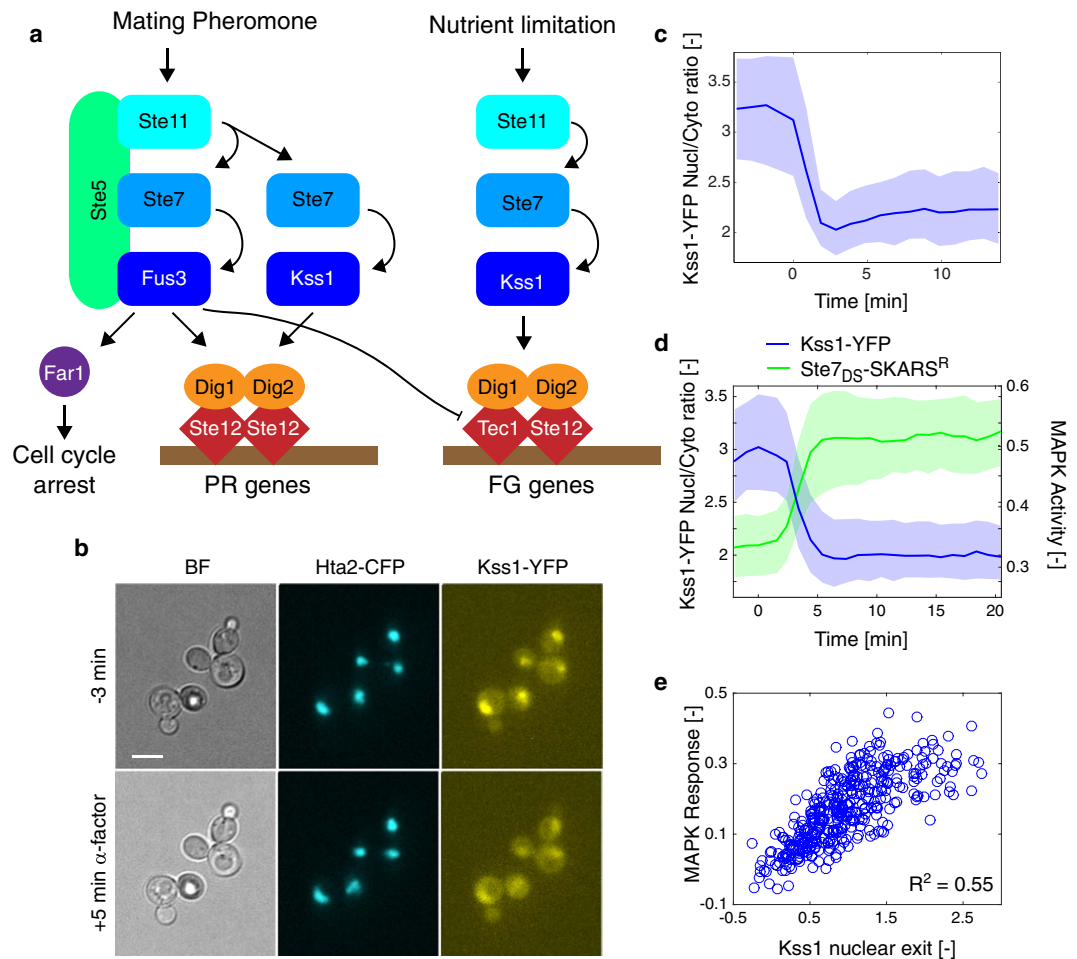 a
Mating Pheromone
Nutrient limitation
Ste5
Ste11
Ste7
Ste7
Fus3
Kss1
Ste11
Ste7
Kss1
Far1
Dig1
Dig2
Ste12
Ste12
Dig1
Dig2
Tec1
Ste12
Cell cycle
arrest
PR genes
FG genes
b
BF
Hta2-CFP
Kss1-YFP
-3 min
+5 min α-factor
c
Kss1-YFP Nucl/Cyto ratio [-]
3.5
3
2.5
2
0
5
10
Time [min]
d
Kss1-YFP
Ste7DS-SKARSR
Kss1-YFP Nucl/Cyto ratio [-]
3.5
3
2.5
2
0.6
0.5
0.4
0.3
MAPK Activity [-]
0
5
10
15
20
Time [min]
e
MAPK Response [-]
0.5
0.3
0.1
-0.1
R2 = 0.55
-0.5
0.5
1.5
2.5
Kss1 nuclear exit [-]